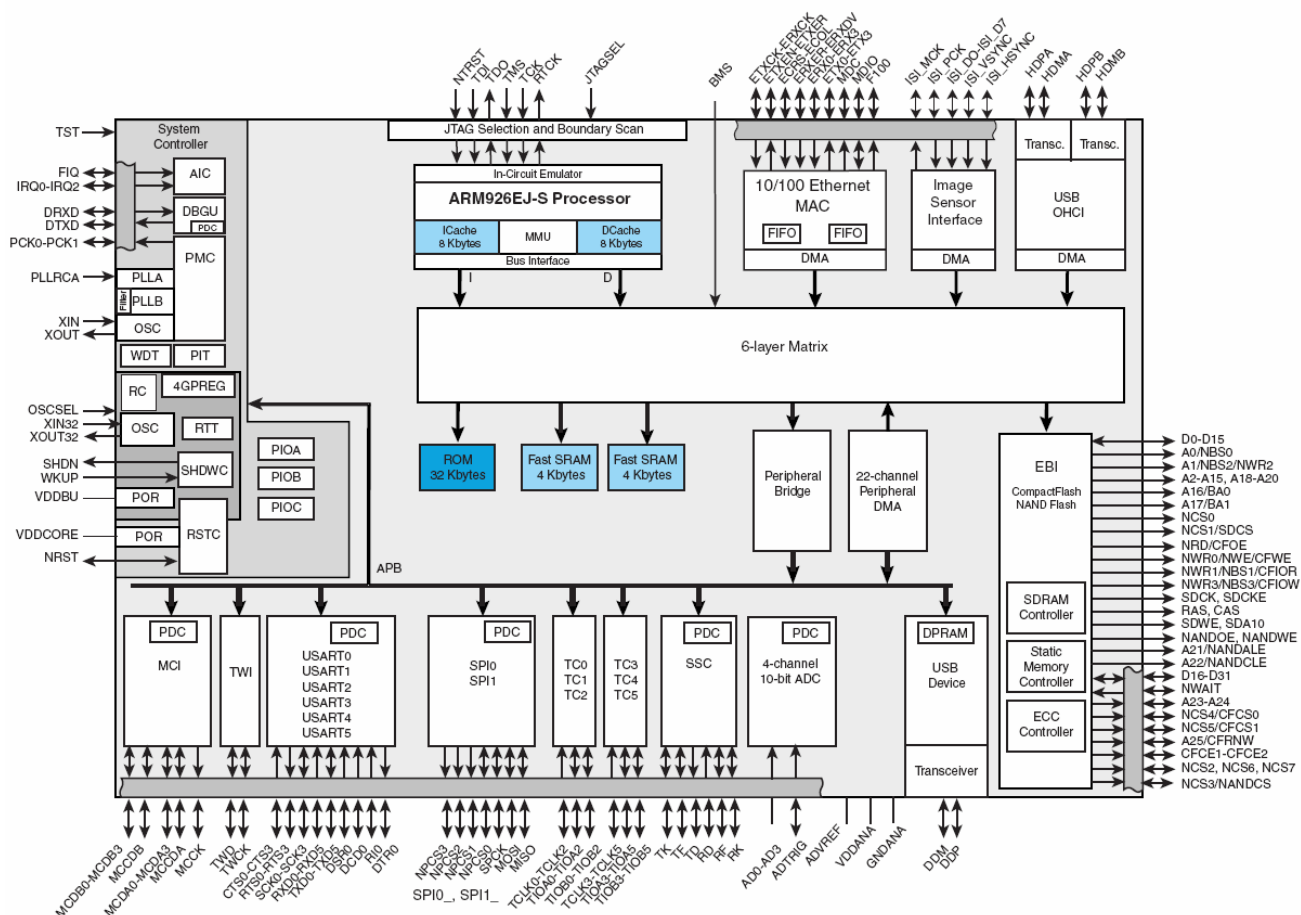 NTRST
TDI
TDO
TMS
TCK
RTCK
JTAGSEL
BMS
ETXCK-ERXCK
ETXEN-ETXER
ECRS-ECOL
ERXER-ERXDV
ERX0-ERX3
ETX0-ETX3
MDC
MDIO
F100
ISI_MCK
ISI_PCK
ISI_DO-ISI_D7
ISI_VSYNC
ISI_HSYNC
HDPA
HDMA
HDPB
HDMB
TST
System
Controller
JTAG Selection and Boundary Scan
Transc.
Transc.
FIQ
IRQ0-IRQ2
AIC
In-Circuit Emulator
ARM926EJ-S Processor
10/100 Ethernet
MAC
Image
Sensor
Interface
USB
OHCI
DRXD
DTXD
DBGU
PDC
ICache
8 Kbytes
MMU
DCache
8 Kbytes
FIFO
FIFO
PCK0-PCK1
PMC
Bus Interface
DMA
DMA
DMA
PLLRCA
PLLA
I
D
Filter
PLLB
XIN
XOUT
OSC
6-layer Matrix
WDT
PIT
RC
4GPREG
OSCSEL
XIN32
XOUT32
OSC
RTT
SHDN
WKUP
SHDWC
PIOA
PIOB
PIOC
VDDBU
POR
VDDCORE
POR
RSTC
NRST
ROM
32 Kbytes
Fast SRAM
4 Kbytes
Fast SRAM
4 Kbytes
Peripheral
Bridge
22-channel
Peripheral
DMA
EBI
CompactFlash
NAND Flash
SDRAM
Controller
Static
Memory
Controller
ECC
Controller
D0-D15
A0/NBS0
A1/NBS2/NWR2
A2-A15, A18-A20
A16/BA0
A17/BA1
NCS0
NCS1/SDCS
NRD/CFOE
NWR0/NWE/CFWE
NWR1/NBS1/CFIOR
NWR3/NBS3/CFIOW
SDCK, SDCKE
RAS, CAS
SDWE, SDA10
NANDOE, NANDWE
A21/NANDALE
A22/NANDCLE
D16-D31
NWAIT
A23-A24
NCS4/CFCS0
NCS5/CFCS1
A25/CFRNW
CFCE1-CFCE2
NCS2, NCS6, NCS7
NCS3/NANDCS
APB
PDC
MCI
TWI
PDC
USART0
USART1
USART2
USART3
USART4
USART5
PDC
SPI0
SPI1
TC0
TC1
TC2
TC3
TC4
TC5
PDC
SSC
PDC
4-channel
10-bit ADC
DPRAM
USB
Device
Transceiver
MCDB0-MCDB3
MCCDB
MCDA0-MCDA3
MCCDA
MCCK
TWD
TWCK
CTS0-CTS3
RTS0-RTS3
SCK0-SCK3
RXD0-RXD5
TXD0-TXD5
DSR0
DCD0
RI0
DTR0
NPCS3
NPCS2
NPCS1
NPCS0
SPCK
MOSI
MISO
SPI0_, SPI1_
TCLK0-TCLK2
TIOA0-TIOA2
TIOB0-TIOB2
TCLK3-TCLK5
TIOA3-TIOA5
TIOB3-TIOB5
TK
TF
TD
RD
RF
RK
AD0-AD3
ADTRIG
ADVREF
VDDANA
GNDANA
DDM
DDP